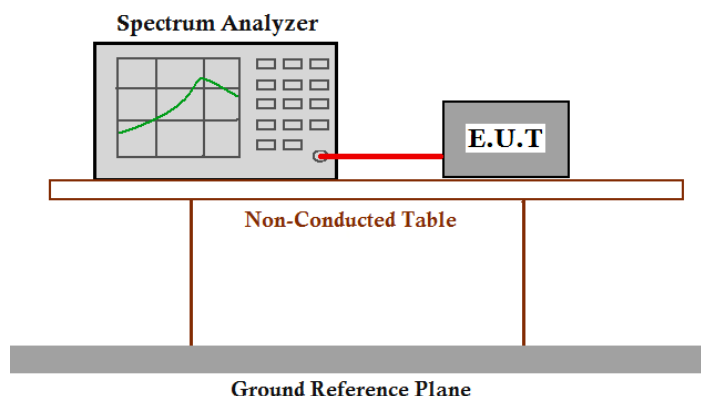 Spectrum Analyzer
E.U.T
Non-Conducted Table
Ground Reference Plane